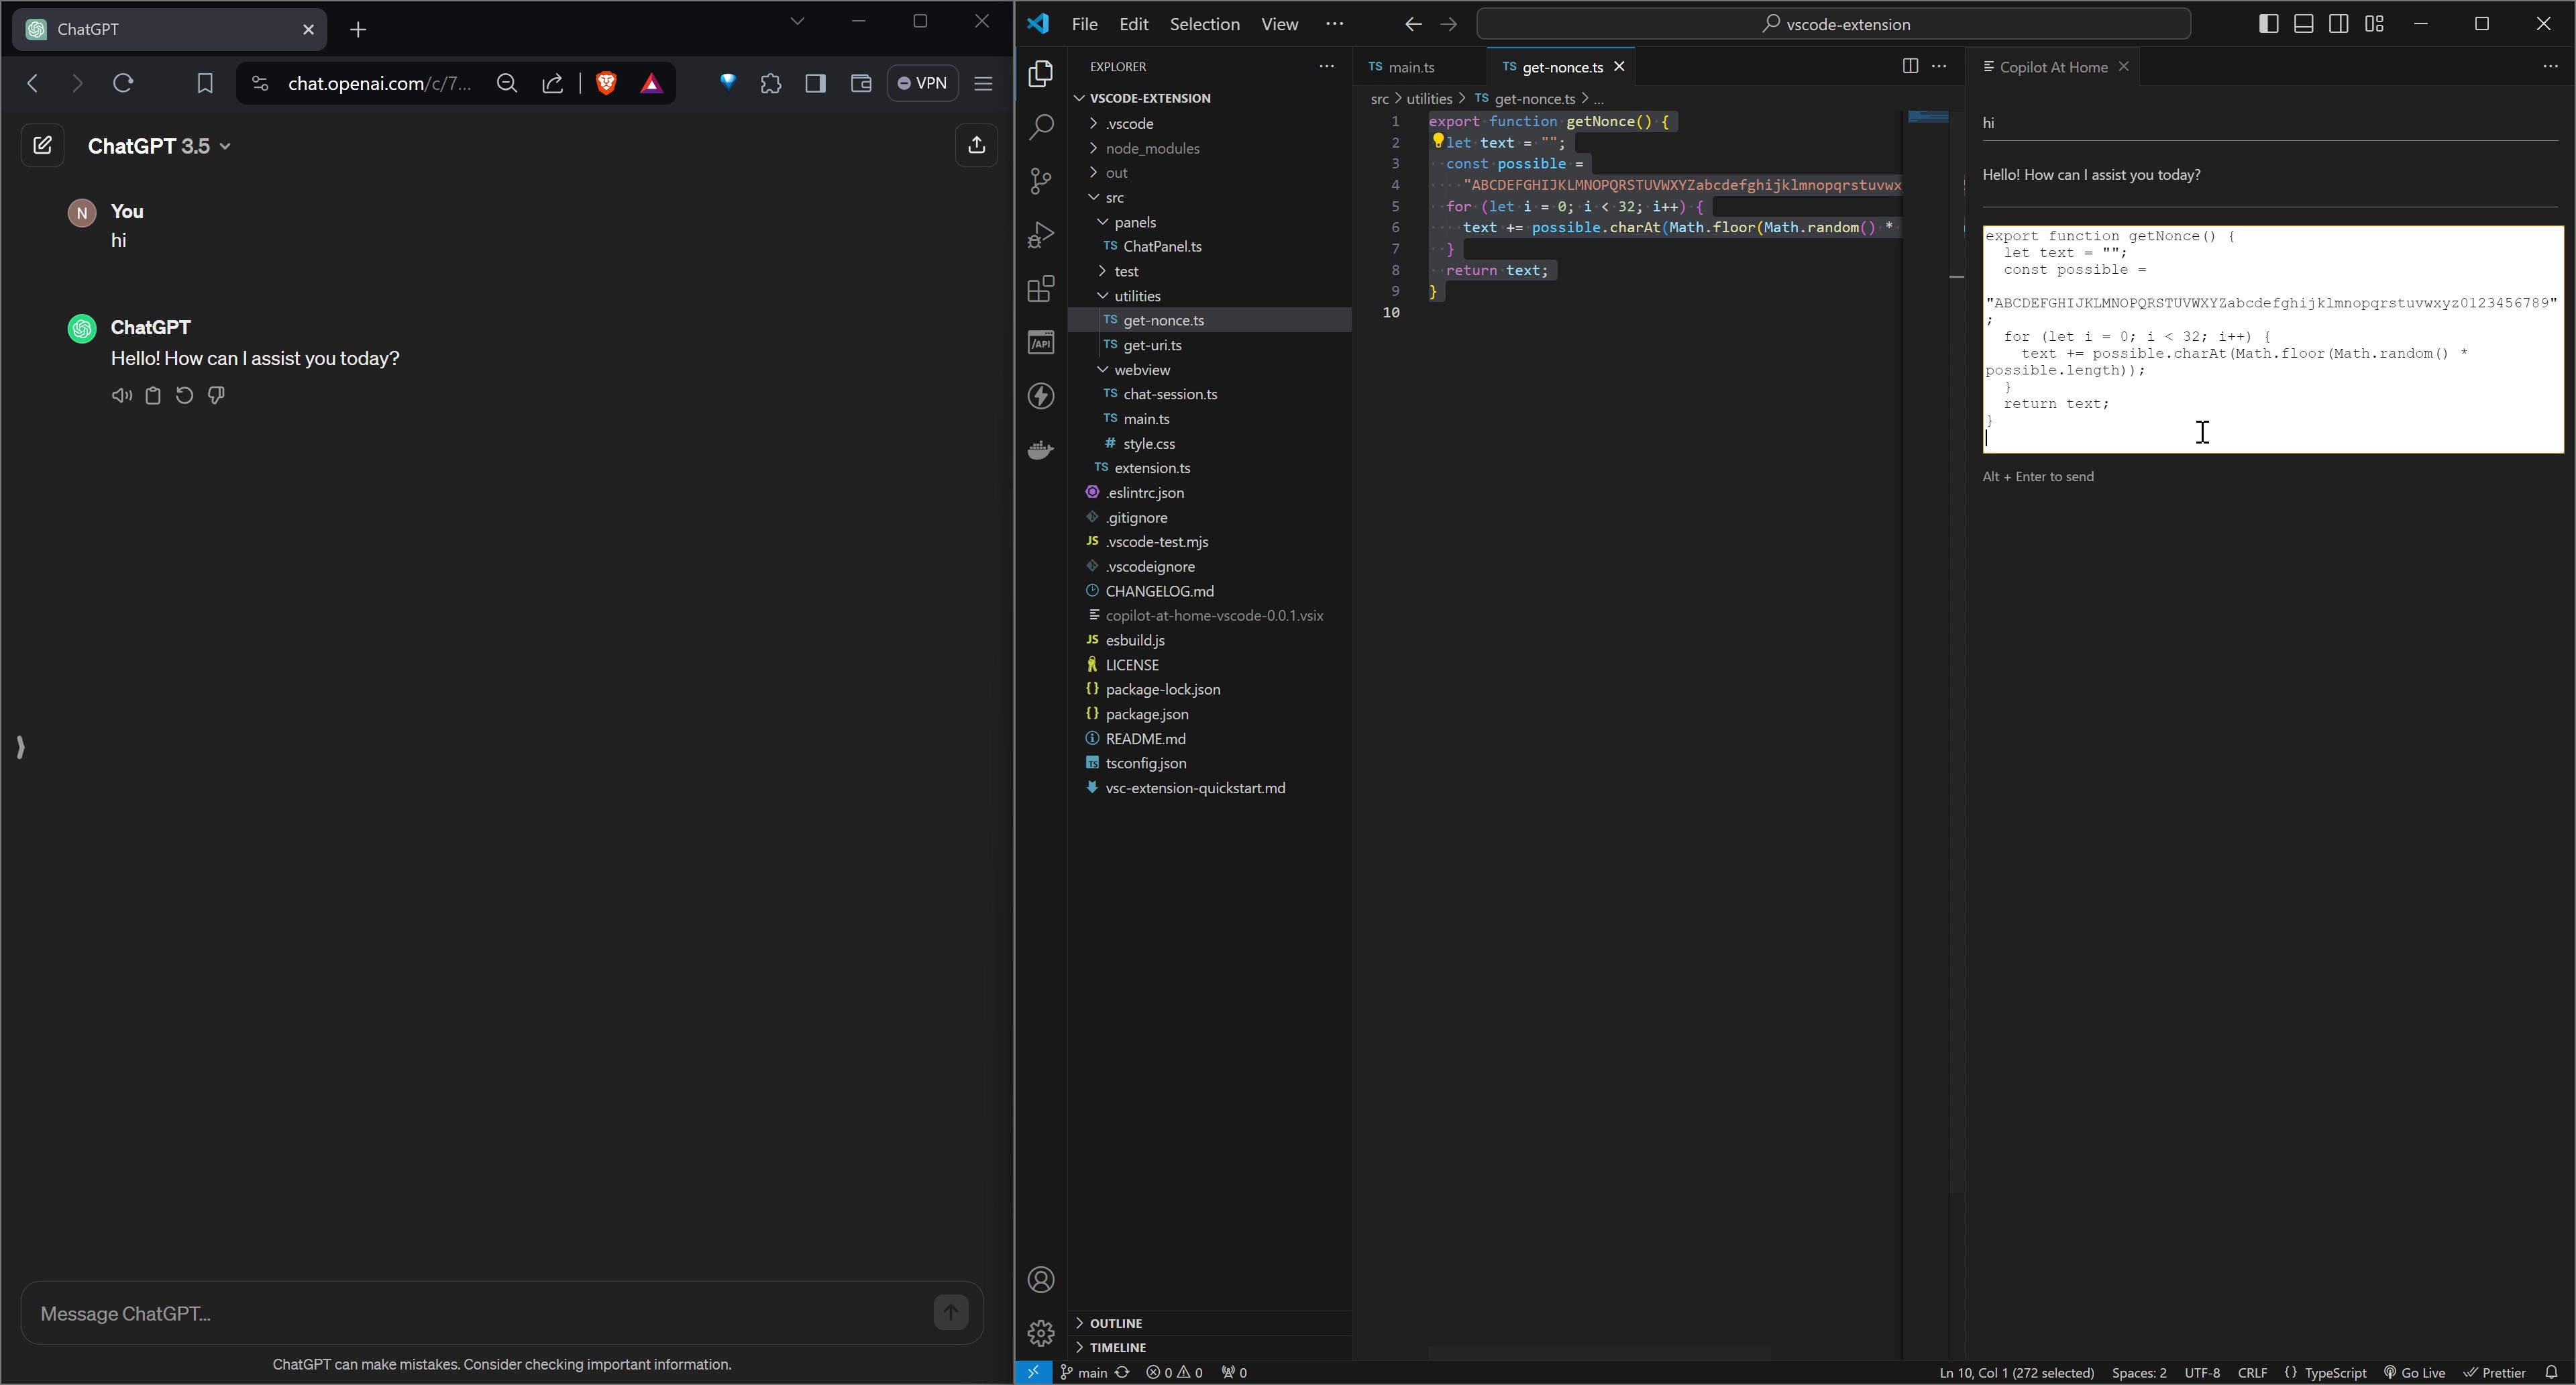 ChatGPT
chat.openai.com/c/7...
VPN
ChatGPT 3.5
N
You
hi
ChatGPT
Hello! How can I assist you today?
Message ChatGPT...
ChatGPT can make mistakes. Consider checking important information.
File Edit Selection View ...
vscode-extension
EXPLORER
VSCODE-EXTENSION
.vscode
node_modules
out
src
panels
TS ChatPanel.ts
test
utilities
TS get-nonce.ts
TS get-uri.ts
webview
TS chat-session.ts
TS main.ts
# style.css
TS extension.ts
.eslintrc.json
.gitignore
JS .vscode-test.mjs
.vscodeignore
CHANGELOG.md
copilot-at-home-vscode-0.0.1.vsix
JS esbuild.js
LICENSE
{} package-lock.json
{} package.json
README.md
TS tsconfig.json
vsc-extension-quickstart.md
/API
OUTLINE
TIMELINE
TS main.ts
TS get-nonce.ts
src > utilities > TS get-nonce.ts > ...
1 export function getNonce() {
2 let text = "";
3 const possible =
4 "ABCDEFGHIJKLMNOPQRSTUVWXYZabcdefghijklmnopqrstuvwx
5 for (let i = 0; i < 32; i++) {
6 text += possible.charAt(Math.floor(Math.random() *
7 }
8 return text;
9 }
10
Copilot At Home
hi
Hello! How can I assist you today?
export function getNonce() {
let text = "";
const possible =
"ABCDEFGHIJKLMNOPQRSTUVWXYZabcdefghijklmnopqrstuvwxyz0123456789"
;
for (let i = 0; i < 32; i++) {
text += possible.charAt(Math.floor(Math.random() *
possible.length));
}
return text;
}
Alt + Enter to send
main 0 0 0
Ln 10, Col 1 (272 selected) Spaces: 2 UTF-8 CRLF {} TypeScript Go Live Prettier